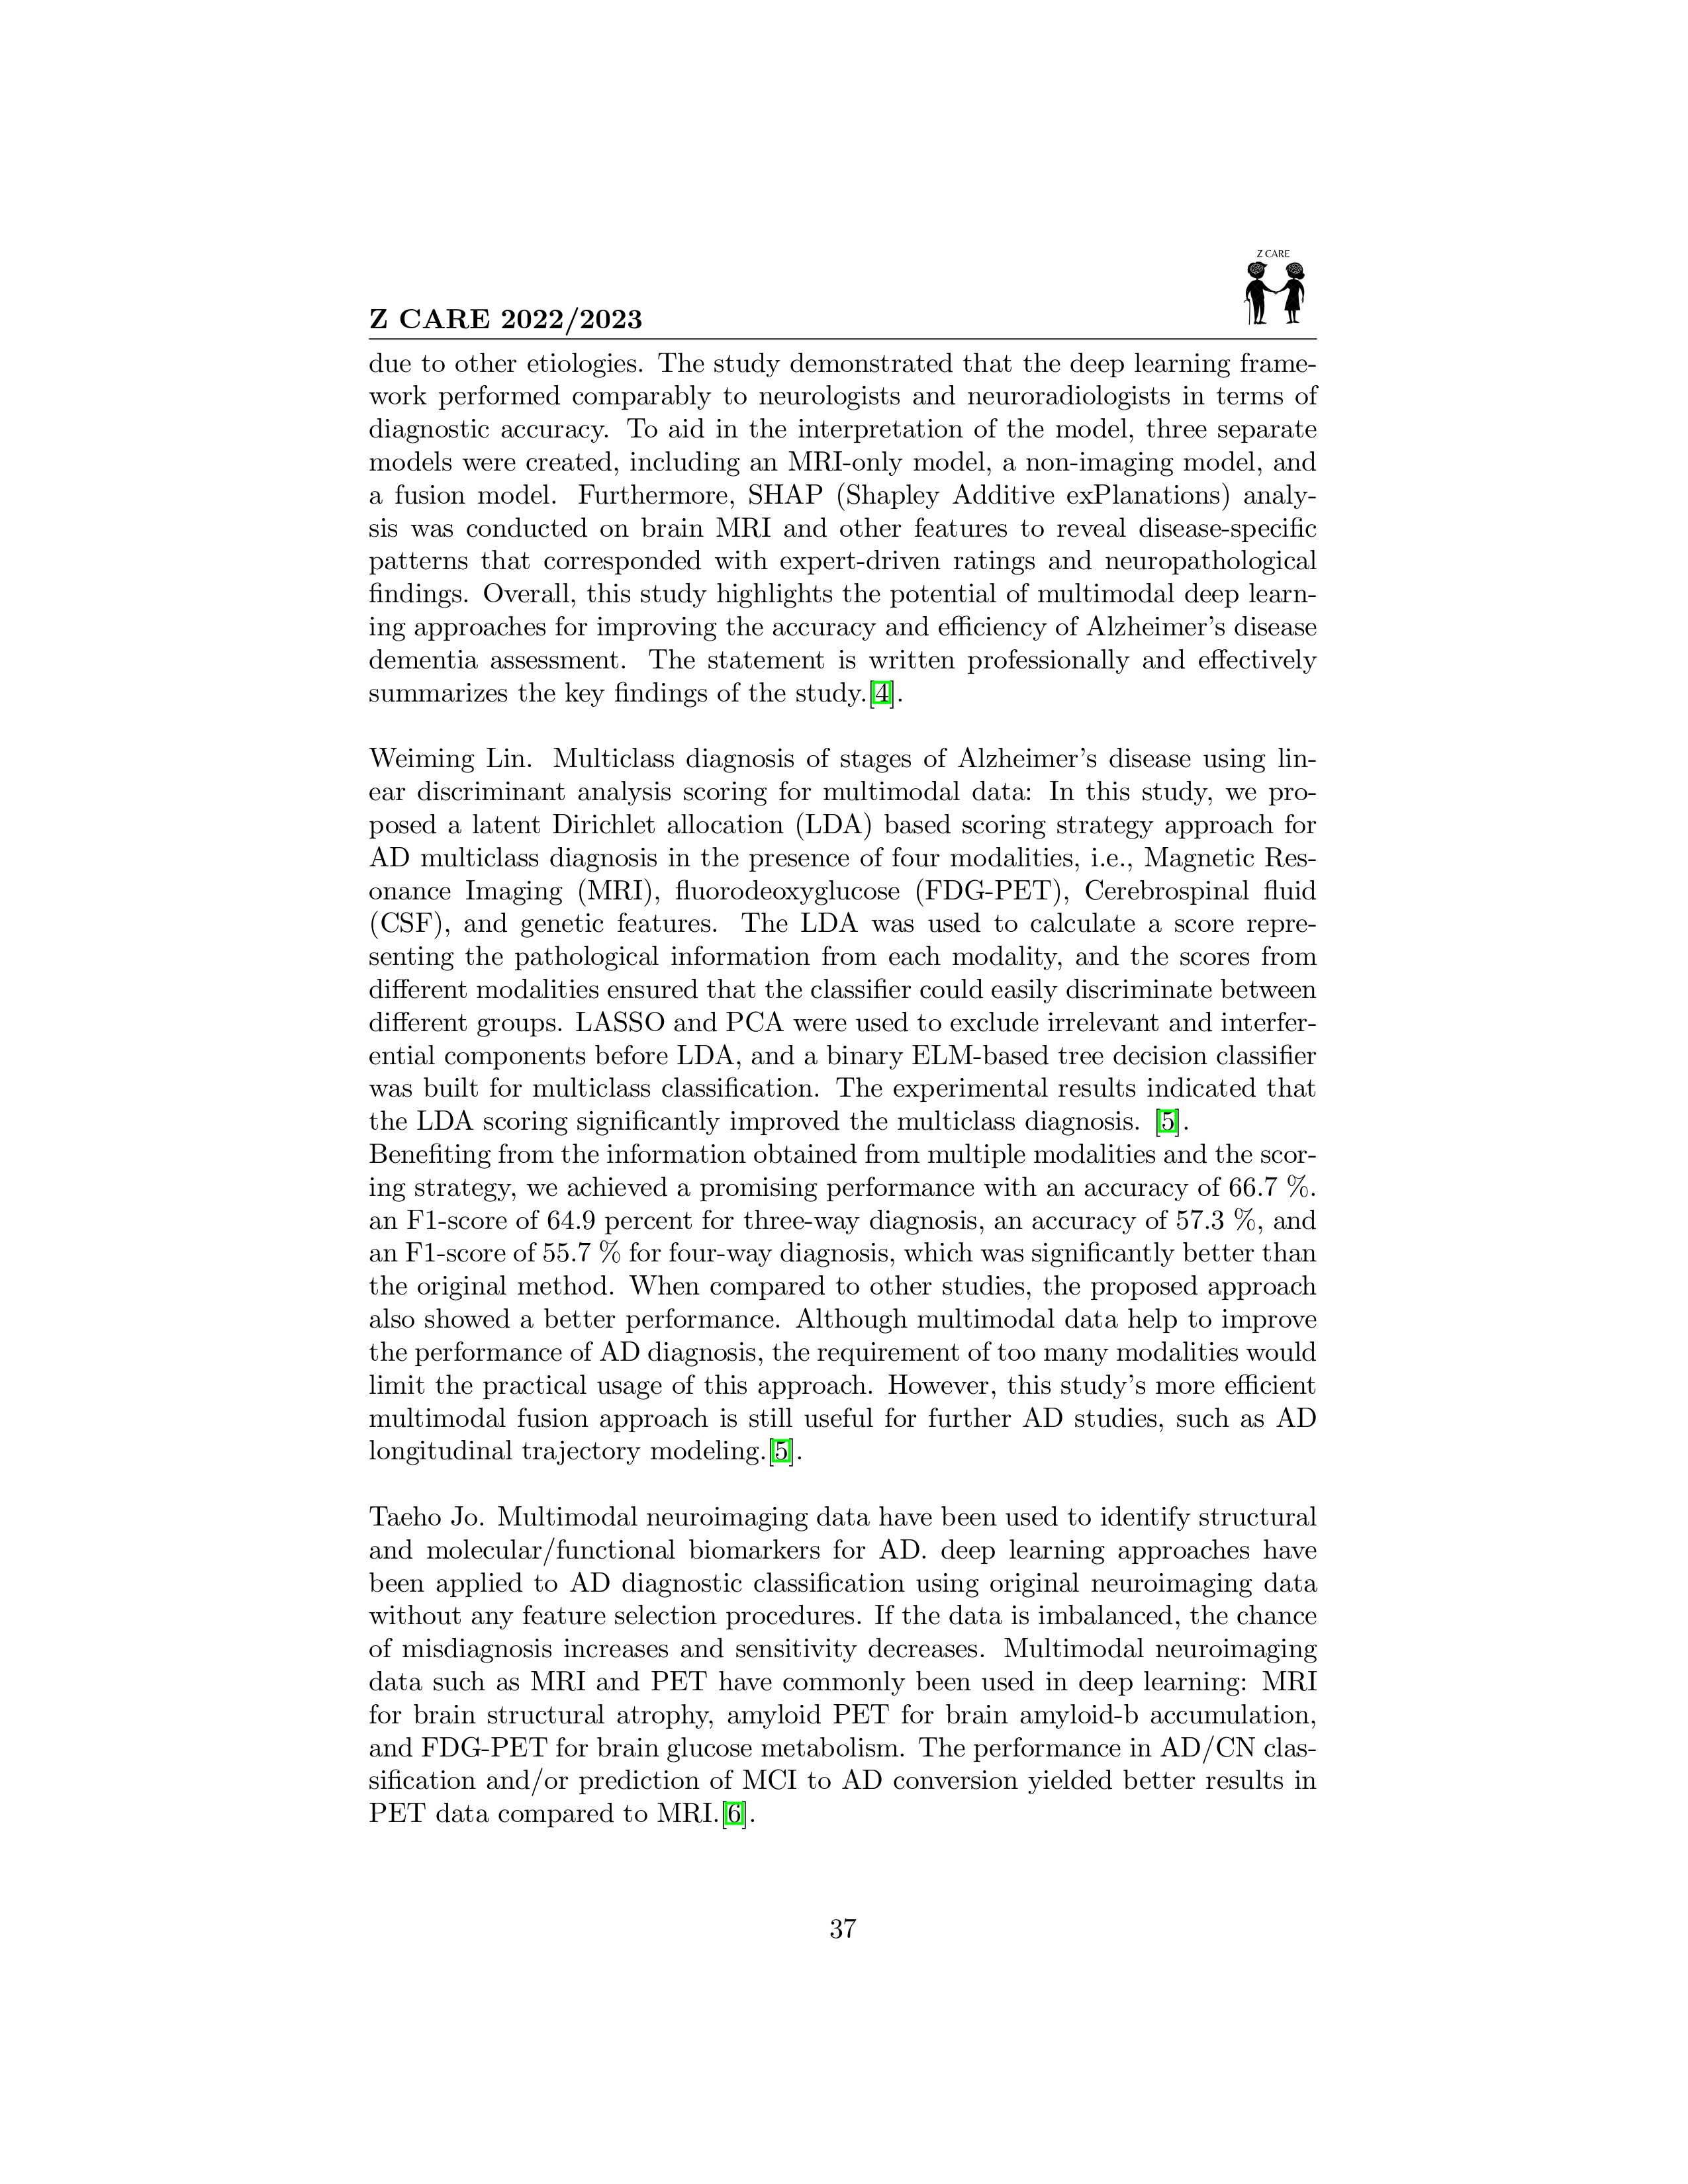 Z CARE
Z CARE 2022/2023
due to other etiologies. The study demonstrated that the deep learning frame-
work performed comparably to neurologists and neuroradiologists in terms of
diagnostic accuracy. To aid in the interpretation of the model, three separate
models were created, including an MRI-only model, a non-imaging model, and
a fusion model. Furthermore, SHAP (Shapley Additive exPlanations) analy-
sis was conducted on brain MRI and other features to reveal disease-specific
patterns that corresponded with expert-driven ratings and neuropathological
findings. Overall, this study highlights the potential of multimodal deep learn-
ing approaches for improving the accuracy and efficiency of Alzheimer's disease
dementia assessment. The statement is written professionally and effectively
summarizes the key findings of the study.[4].
Weiming Lin. Multiclass diagnosis of stages of Alzheimer's disease using lin-
ear discriminant analysis scoring for multimodal data: In this study, we pro-
posed a latent Dirichlet allocation (LDA) based scoring strategy approach for
AD multiclass diagnosis in the presence of four modalities, i.e., Magnetic Res-
onance Imaging (MRI), fluorodeoxyglucose (FDG-PET), Cerebrospinal fluid
(CSF), and genetic features. The LDA was used to calculate a score repre-
senting the pathological information from each modality, and the scores from
different modalities ensured that the classifier could easily discriminate between
different groups. LASSO and PCA were used to exclude irrelevant and interfer-
ential components before LDA, and a binary ELM-based tree decision classifier
was built for multiclass classification. The experimental results indicated that
the LDA scoring significantly improved the multiclass diagnosis. [5].
Benefiting from the information obtained from multiple modalities and the scor-
ing strategy, we achieved a promising performance with an accuracy of 66.7 %.
an F1-score of 64.9 percent for three-way diagnosis, an accuracy of 57.3 %, and
an F1-score of 55.7 % for four-way diagnosis, which was significantly better than
the original method. When compared to other studies, the proposed approach
also showed a better performance. Although multimodal data help to improve
the performance of AD diagnosis, the requirement of too many modalities would
limit the practical usage of this approach. However, this study's more efficient
multimodal fusion approach is still useful for further AD studies, such as AD
longitudinal trajectory modeling.[5].
Taeho Jo. Multimodal neuroimaging data have been used to identify structural
and molecular/functional biomarkers for AD. deep learning approaches have
been applied to AD diagnostic classification using original neuroimaging data
without any feature selection procedures. If the data is imbalanced, the chance
of misdiagnosis increases and sensitivity decreases. Multimodal neuroimaging
data such as MRI and PET have commonly been used in deep learning: MRI
for brain structural atrophy, amyloid PET for brain amyloid-b accumulation,
and FDG-PET for brain glucose metabolism. The performance in AD/CN clas-
sification and/or prediction of MCI to AD conversion yielded better results in
PET data compared to MRI.[6].
37